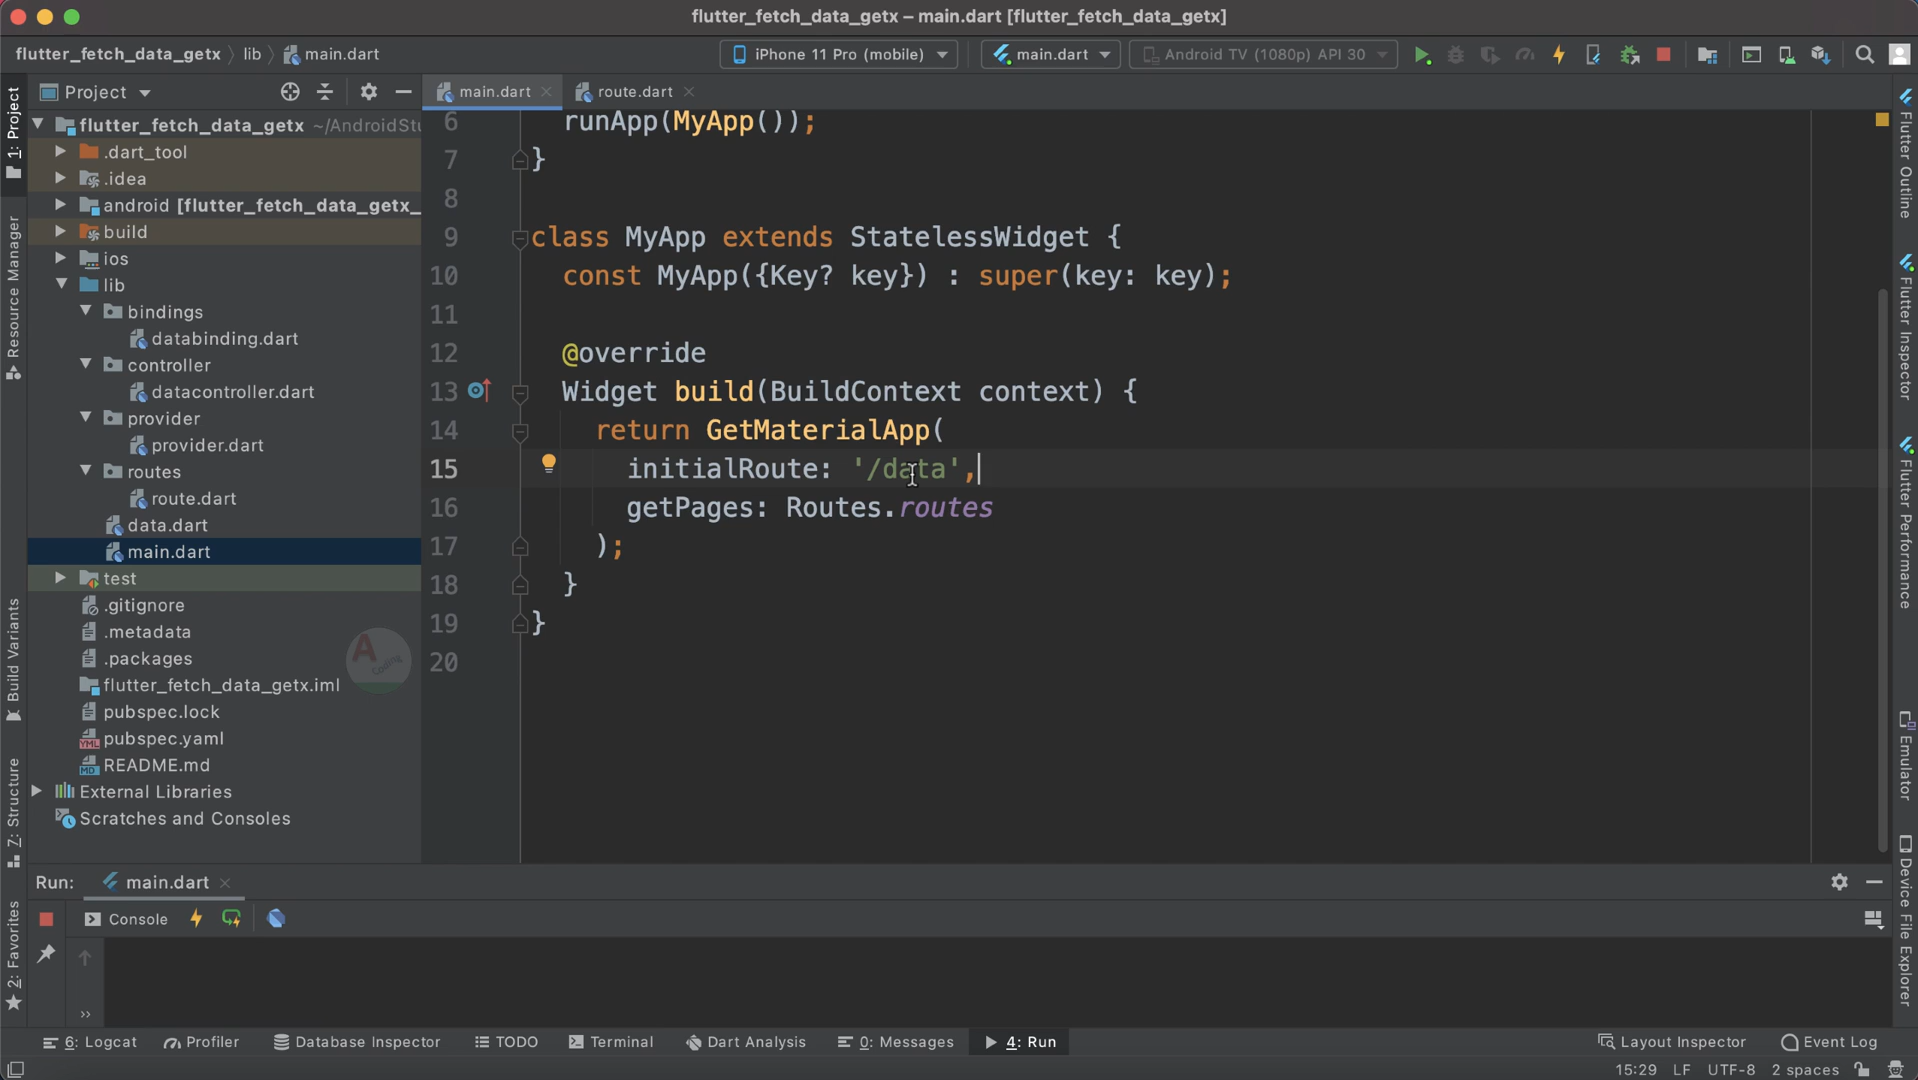 flutter_fetch_data_getx – main.dart [flutter_fetch_data_getx]
flutter_fetch_data_getx lib main.dart
iPhone 11 Pro (mobile) main.dart Android TV (1080p) API 30
1: Project
Resource Manager
Build Variants
7: Structure
2: Favorites
Project
flutter_fetch_data_getx ~/AndroidStu
.dart_tool
.idea
android [flutter_fetch_data_getx_
build
ios
lib
bindings
databinding.dart
controller
datacontroller.dart
provider
provider.dart
routes
route.dart
data.dart
main.dart
test
.gitignore
.metadata
.packages
flutter_fetch_data_getx.iml
pubspec.lock
pubspec.yaml
README.md
External Libraries
Scratches and Consoles
A Coding
main.dart route.dart
6 runApp(MyApp());
7 }
8
9 class MyApp extends StatelessWidget {
10 const MyApp({Key? key}) : super(key: key);
11
12 @override
13 Widget build(BuildContext context) {
14 return GetMaterialApp(
15 initialRoute: '/data',
16 getPages: Routes.routes
17 );
18 }
19 }
20
Flutter Outline
Flutter Inspector
Flutter Performance
Emulator
Device File Explorer
Run: main.dart
Console
6: Logcat Profiler Database Inspector TODO Terminal Dart Analysis 0: Messages 4: Run Layout Inspector Event Log
15:29 LF UTF-8 2 spaces